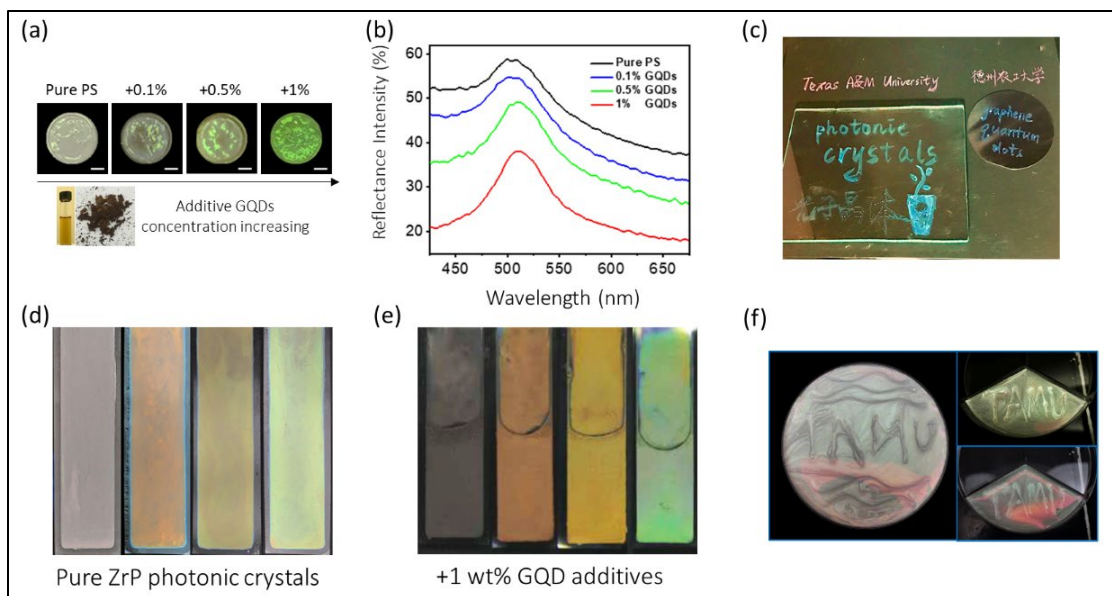 (a)
Pure PS +0.1% +0.5% +1%
Additive GQDs
concentration increasing
(b)
Reflectance Intensity (%)
60
50
40
30
20
Pure PS
0.1% GQDs
0.5% GQDs
1% GQDs
450 500 550 600 650
Wavelength (nm)
(c)
Texas A&M University
德州农工大学
photonic
crystals
光子晶体
graphene
quantum
dots
(d)
Pure ZrP photonic crystals
(e)
+1 wt% GQD additives
(f)
TAMU
TAMU
TAMU